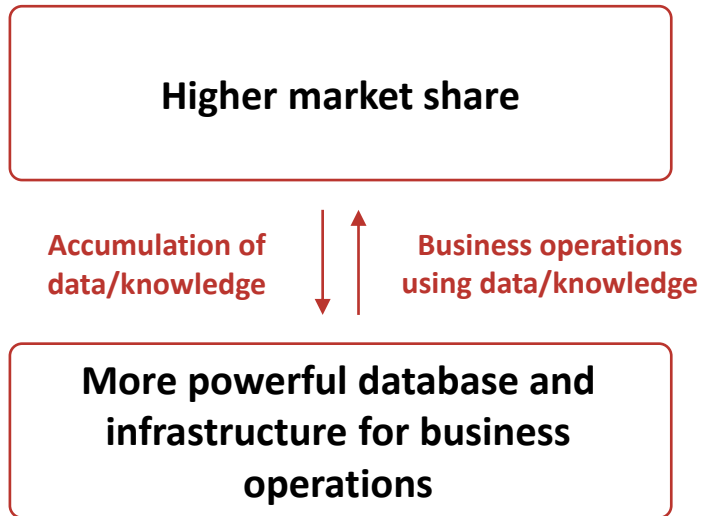 Higher market share
Accumulation of
data/knowledge
Business operations
using data/knowledge
More powerful database and
infrastructure for business
operations